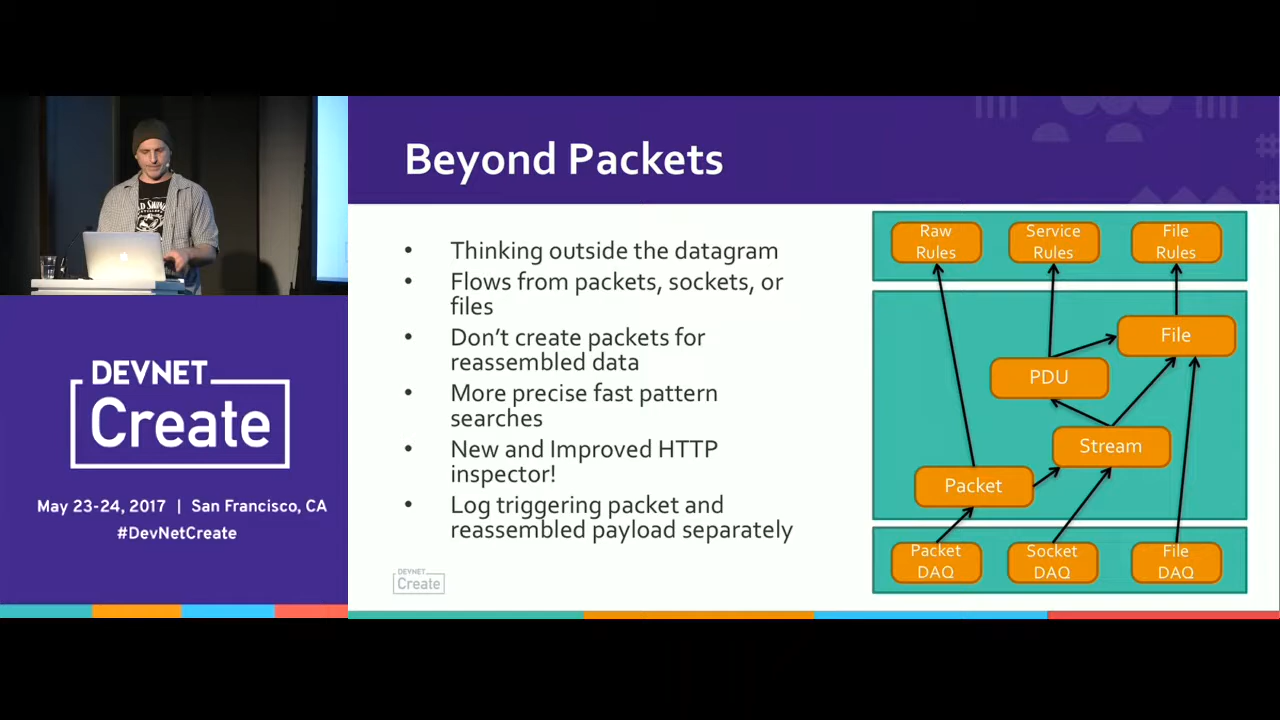 Beyond Packets
• Thinking outside the datagram
• Flows from packets, sockets, or
files
• Don't create packets for
reassembled data
• More precise fast pattern
searches
• New and Improved HTTP
inspector!
• Log triggering packet and
reassembled payload separately
Raw
Rules
Service
Rules
File
Rules
File
PDU
Stream
Packet
Packet
DAQ
Socket
DAQ
File
DAQ
DEVNET
Create
DEVNET
Create
May 23-24, 2017 | San Francisco, CA
#DevNetCreate